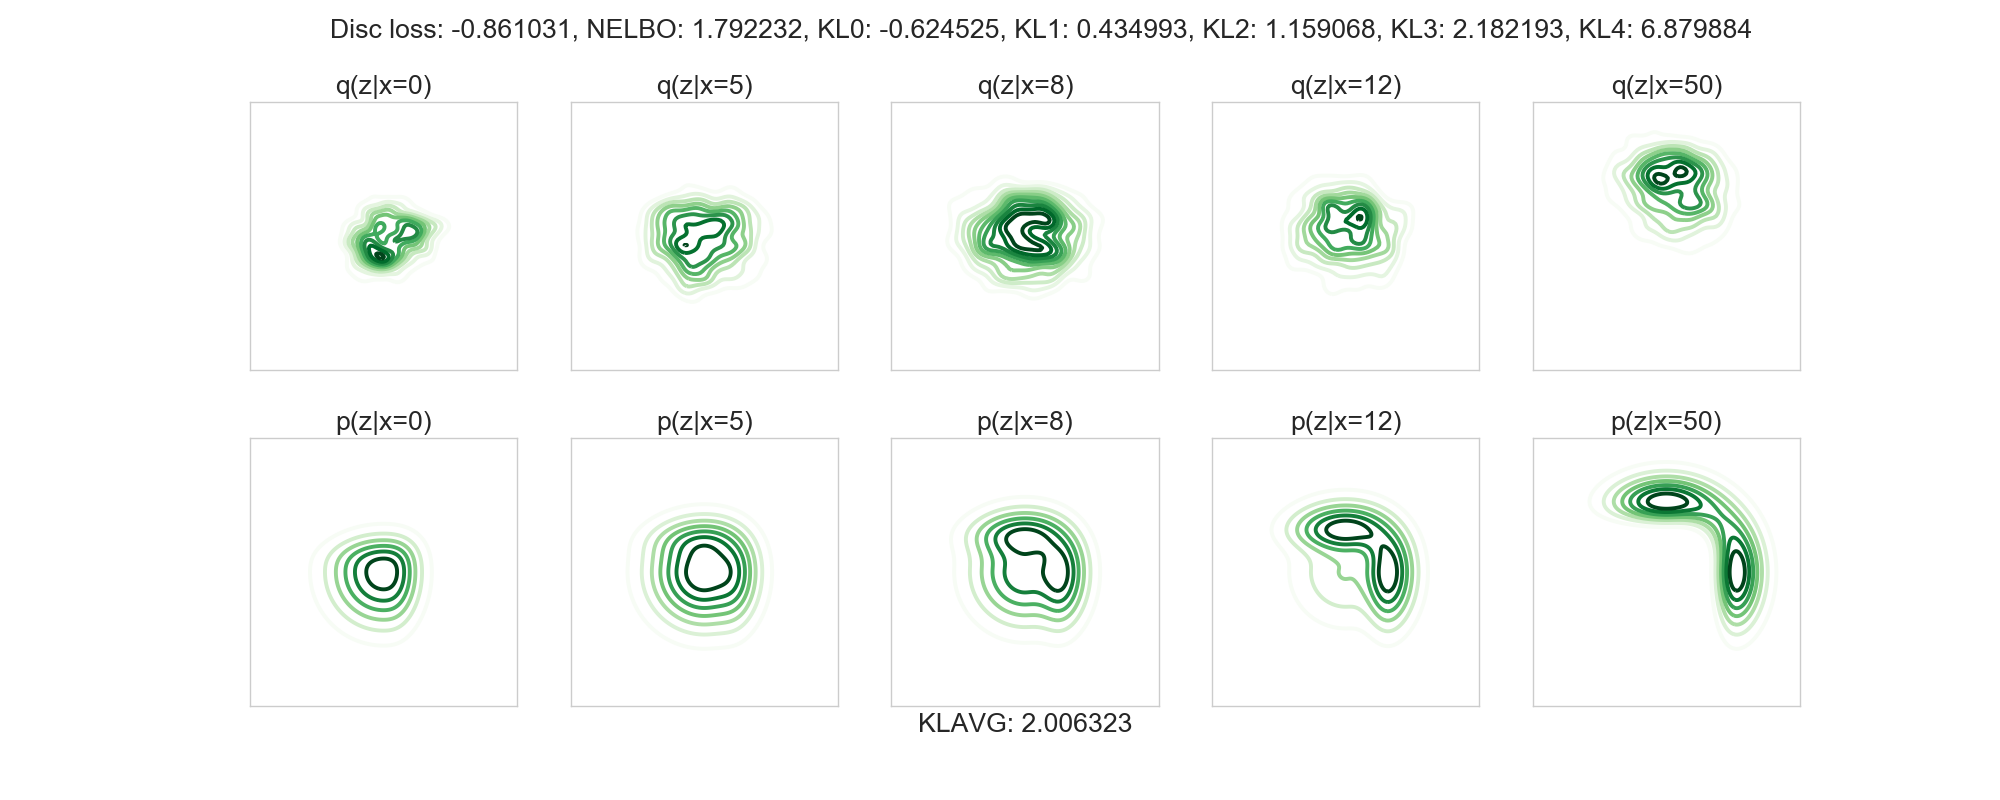 Disc loss: -0.861031, NELBO: 1.792232, KL0: -0.624525, KL1: 0.434993, KL2: 1.159068, KL3: 2.182193, KL4: 6.879884
q(z|x=0) q(z|x=5) q(z|x=8) q(z|x=12) q(z|x=50)
p(z|x=0) p(z|x=5) p(z|x=8) p(z|x=12) p(z|x=50)
KLAVG: 2.006323